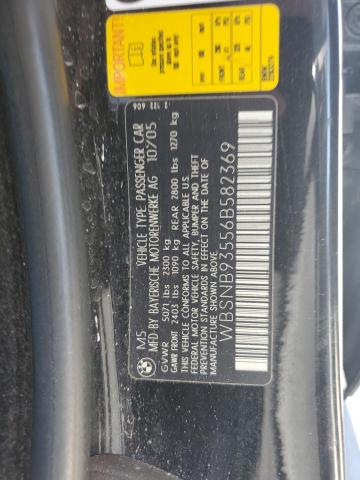 IMPORTANT!
M5 VEHICLE TYPE: PASSENGER CAR
MFD BY BAYERISCHE MOTORENWERKE AG 10/05
GVWR 5071 lbs 2300 kg
GAWR FRONT 2403 lbs 1090 kg REAR 2800 lbs 1270 kg
THIS VEHICLE CONFORMS TO ALL APPLICABLE
FEDERAL MOTOR VEHICLE SAFETY, BUMPER AND THEFT
PREVENTION STANDARDS IN EFFECT ON THE DATE OF
MANUFACTURE SHOWN ABOVE.
WBSNB93556B582369